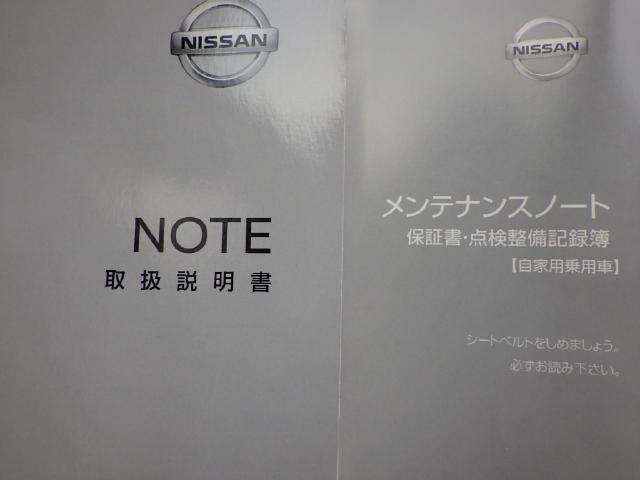 NISSAN
NOTE
取扱説明書
NISSAN
メンテナンスノート
保証書・点検整備記録簿
【自家用乗用車】
シートベルトをしめましょう。
必ずお読み下さい。